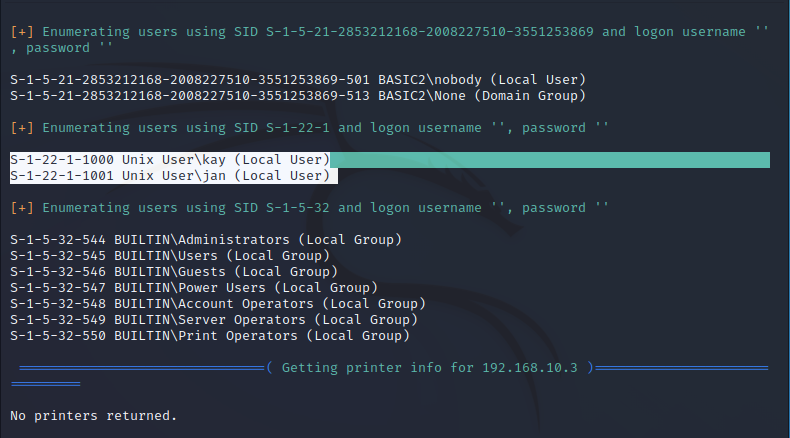 [+] Enumerating users using SID S-1-5-21-2853212168-2008227510-3551253869 and logon username ''
, password ''
S-1-5-21-2853212168-2008227510-3551253869-501 BASIC2\nobody (Local User)
S-1-5-21-2853212168-2008227510-3551253869-513 BASIC2\None (Domain Group)
[+] Enumerating users using SID S-1-22-1 and logon username '', password ''
S-1-22-1-1000 Unix User\kay (Local User)
S-1-22-1-1001 Unix User\jan (Local User)
[+] Enumerating users using SID S-1-5-32 and logon username '', password ''
S-1-5-32-544 BUILTIN\Administrators (Local Group)
S-1-5-32-545 BUILTIN\Users (Local Group)
S-1-5-32-546 BUILTIN\Guests (Local Group)
S-1-5-32-547 BUILTIN\Power Users (Local Group)
S-1-5-32-548 BUILTIN\Account Operators (Local Group)
S-1-5-32-549 BUILTIN\Server Operators (Local Group)
S-1-5-32-550 BUILTIN\Print Operators (Local Group)
===============================( Getting printer info for 192.168.10.3 )======================
=========
No printers returned.